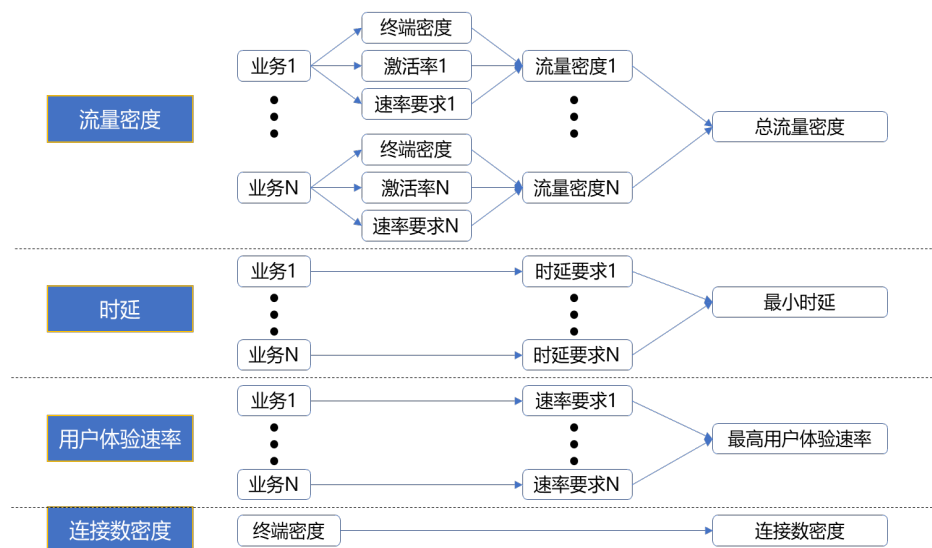 流量密度
业务1
终端密度
激活率1
速率要求1
流量密度1
业务N
终端密度
激活率N
速率要求N
流量密度N
总流量密度
时延
业务1
时延要求1
业务N
时延要求N
最小时延
用户体验速率
业务1
速率要求1
业务N
速率要求N
最高用户体验速率
连接数密度
终端密度
连接数密度